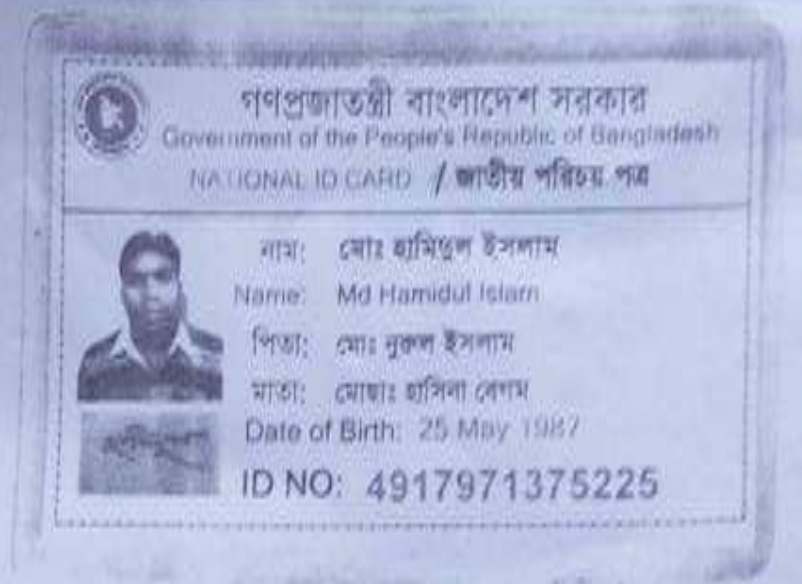 গণপ্রজাতন্ত্রী বাংলাদেশ সরকার
Government of the People's Republic of Bangladesh
NATIONAL ID CARD / জাতীয় পরিচয় পত্র
নাম: মোঃ হামিদুল ইসলাম
Name: Md Hamidul Islam
পিতা: মোঃ নুরুল ইসলাম
মাতা: মোছাঃ হাসিনা বেগম
Date of Birth: 25 May 1987
ID NO: 4917971375225